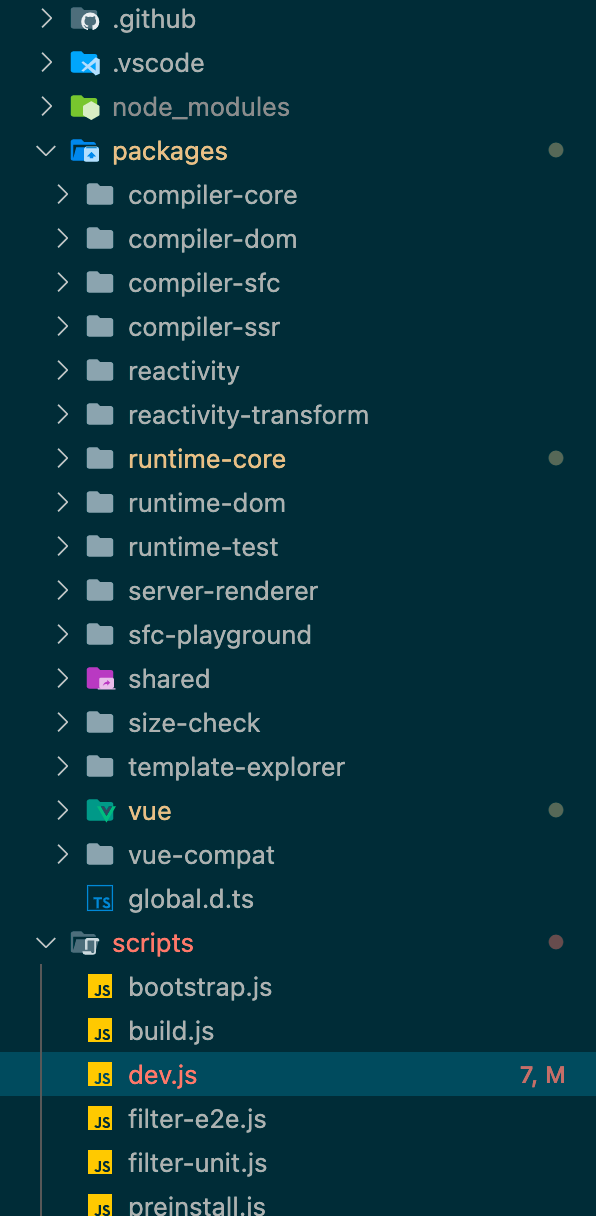 .github
.vscode
node_modules
packages
compiler-core
compiler-dom
compiler-sfc
compiler-ssr
reactivity
reactivity-transform
runtime-core
runtime-dom
runtime-test
server-renderer
sfc-playground
shared
size-check
template-explorer
vue
vue-compat
TS global.d.ts
scripts
JS bootstrap.js
JS build.js
JS dev.js 7, M
JS filter-e2e.js
JS filter-unit.js
JS preinstall.js